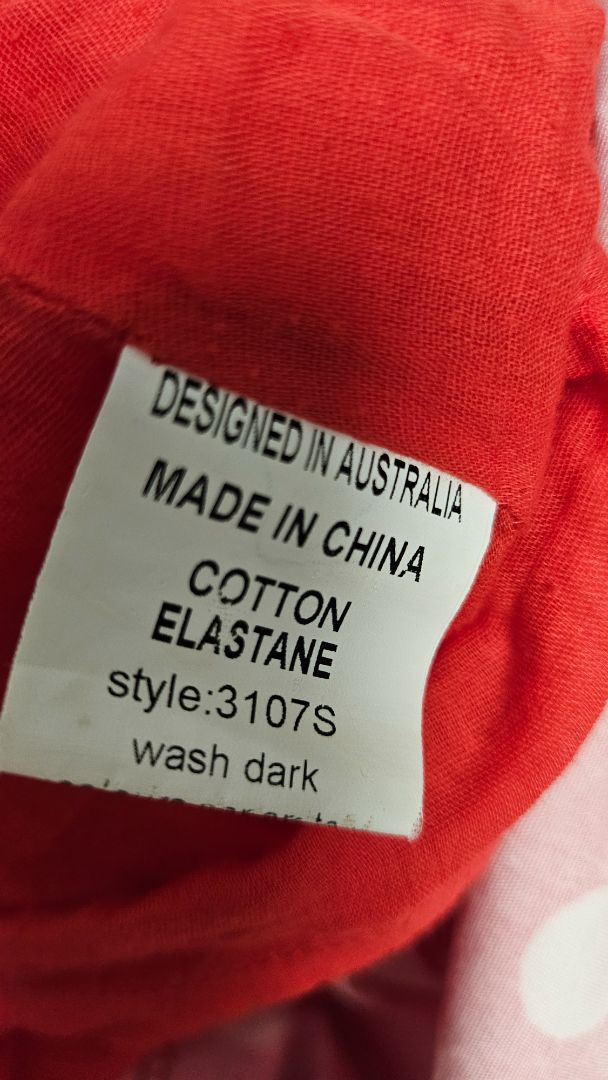 DESIGNED IN AUSTRALIA
MADE IN CHINA
COTTON
ELASTANE
style:3107S
wash dark